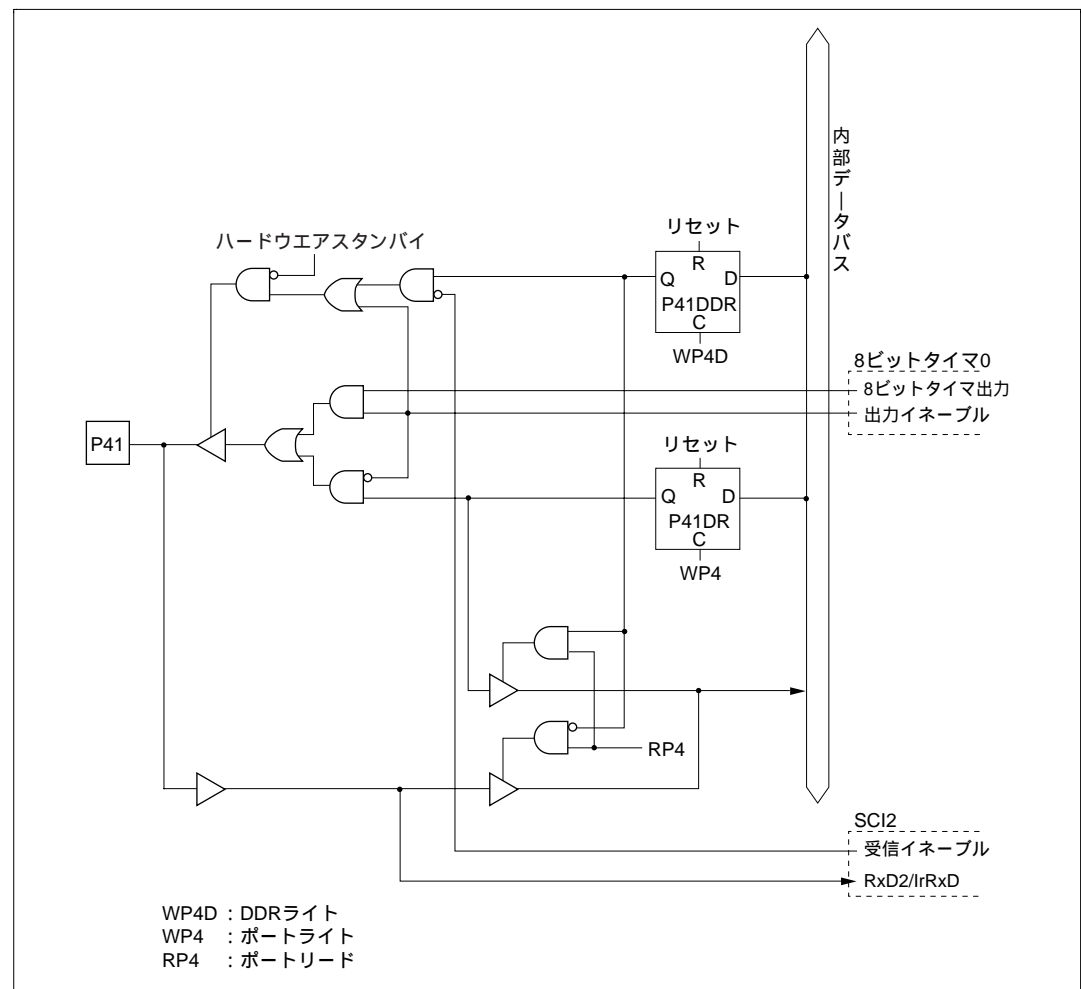 内部データバス
リセット
ハードウエアスタンバイ
R
Q D
P41DDR
C
WP4D
8ビットタイマ0
8ビットタイマ出力
出力イネーブル
P41
リセット
R
Q D
P41DR
C
WP4
RP4
SCI2
受信イネーブル
RxD2/IrRxD
WP4D : DDRライト
WP4 : ポートライト
RP4 : ポートリード